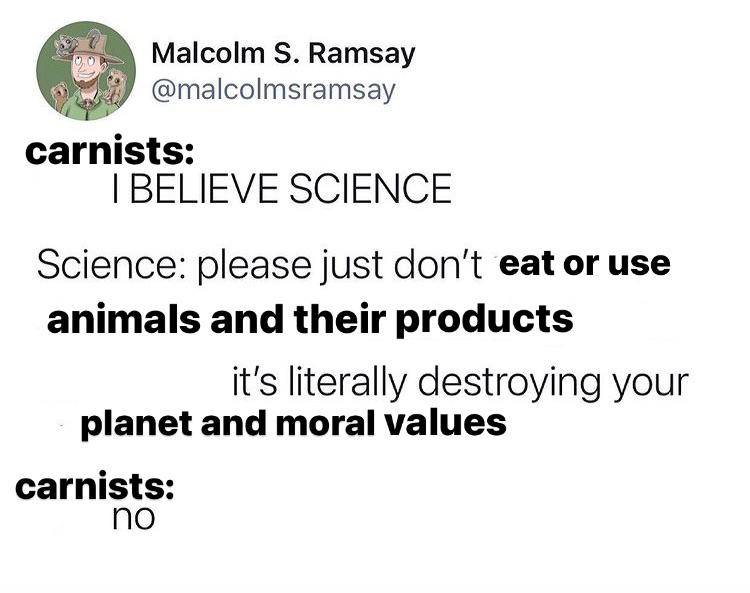 Malcolm S. Ramsay
@malcolmsramsay
carnists:
I BELIEVE SCIENCE
Science: please just don't eat or use
animals and their products
it's literally destroying your
planet and moral values
carnists:
no